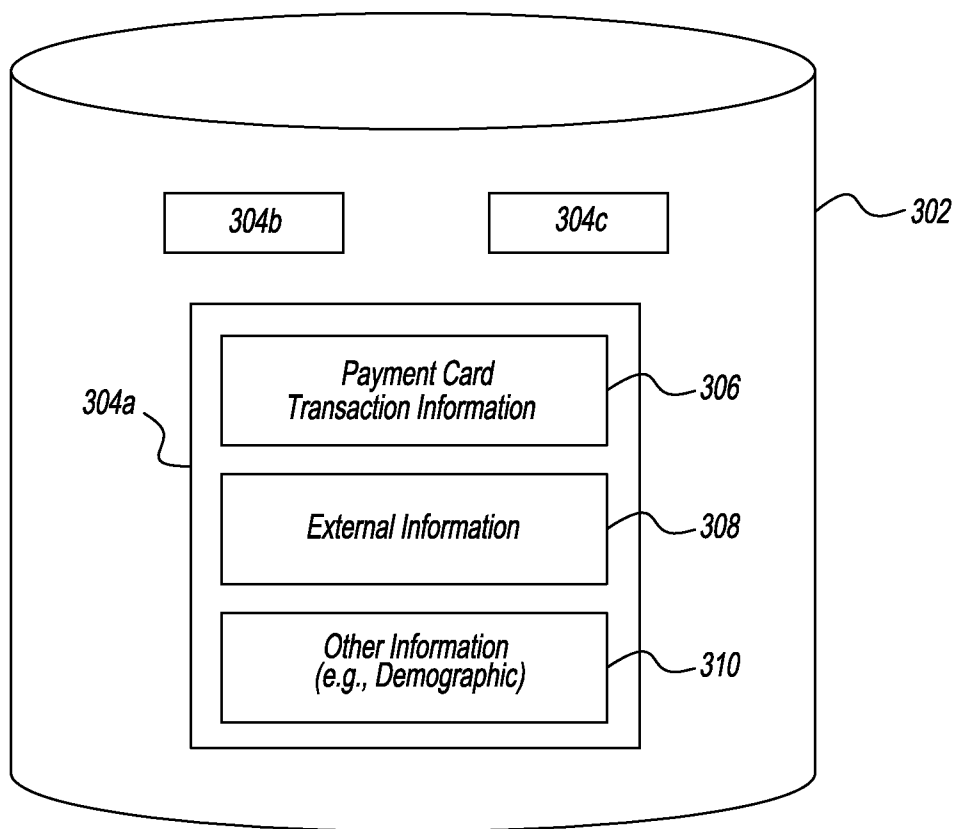 304b
304c
302
Payment Card
Transaction Information
306
304a
External Information
308
Other Information
(e.g., Demographic)
310